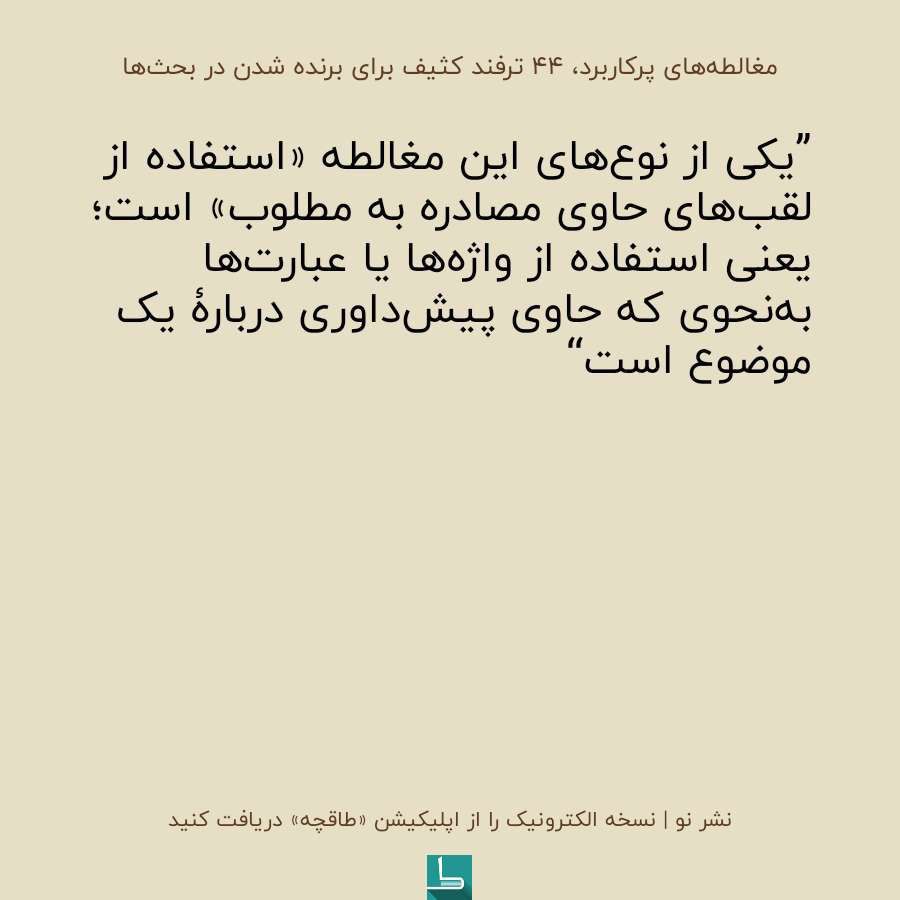 مغالطه‌های پرکاربرد، ۴۴ ترفند کثیف برای برنده شدن در بحث‌ها
”یکی از نوع‌های این مغالطه «استفاده از
لقب‌های حاوی مصادره به مطلوب» است؛
یعنی استفاده از واژه‌ها یا عبارت‌ها
به‌نحوی که حاوی پیش‌داوری دربارهٔ یک
موضوع است“
نشر نو | نسخه الکترونیک را از اپلیکیشن «طاقچه» دریافت کنید